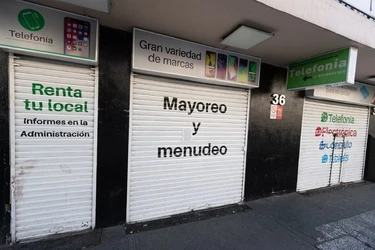 Telefonía
Renta
tu local
Informes en la
Administración
Gran variedad
de marcas
Mayoreo
y
menudeo
36
Telefonía
Telefonía
Electrónica
Cómputo
Tablets